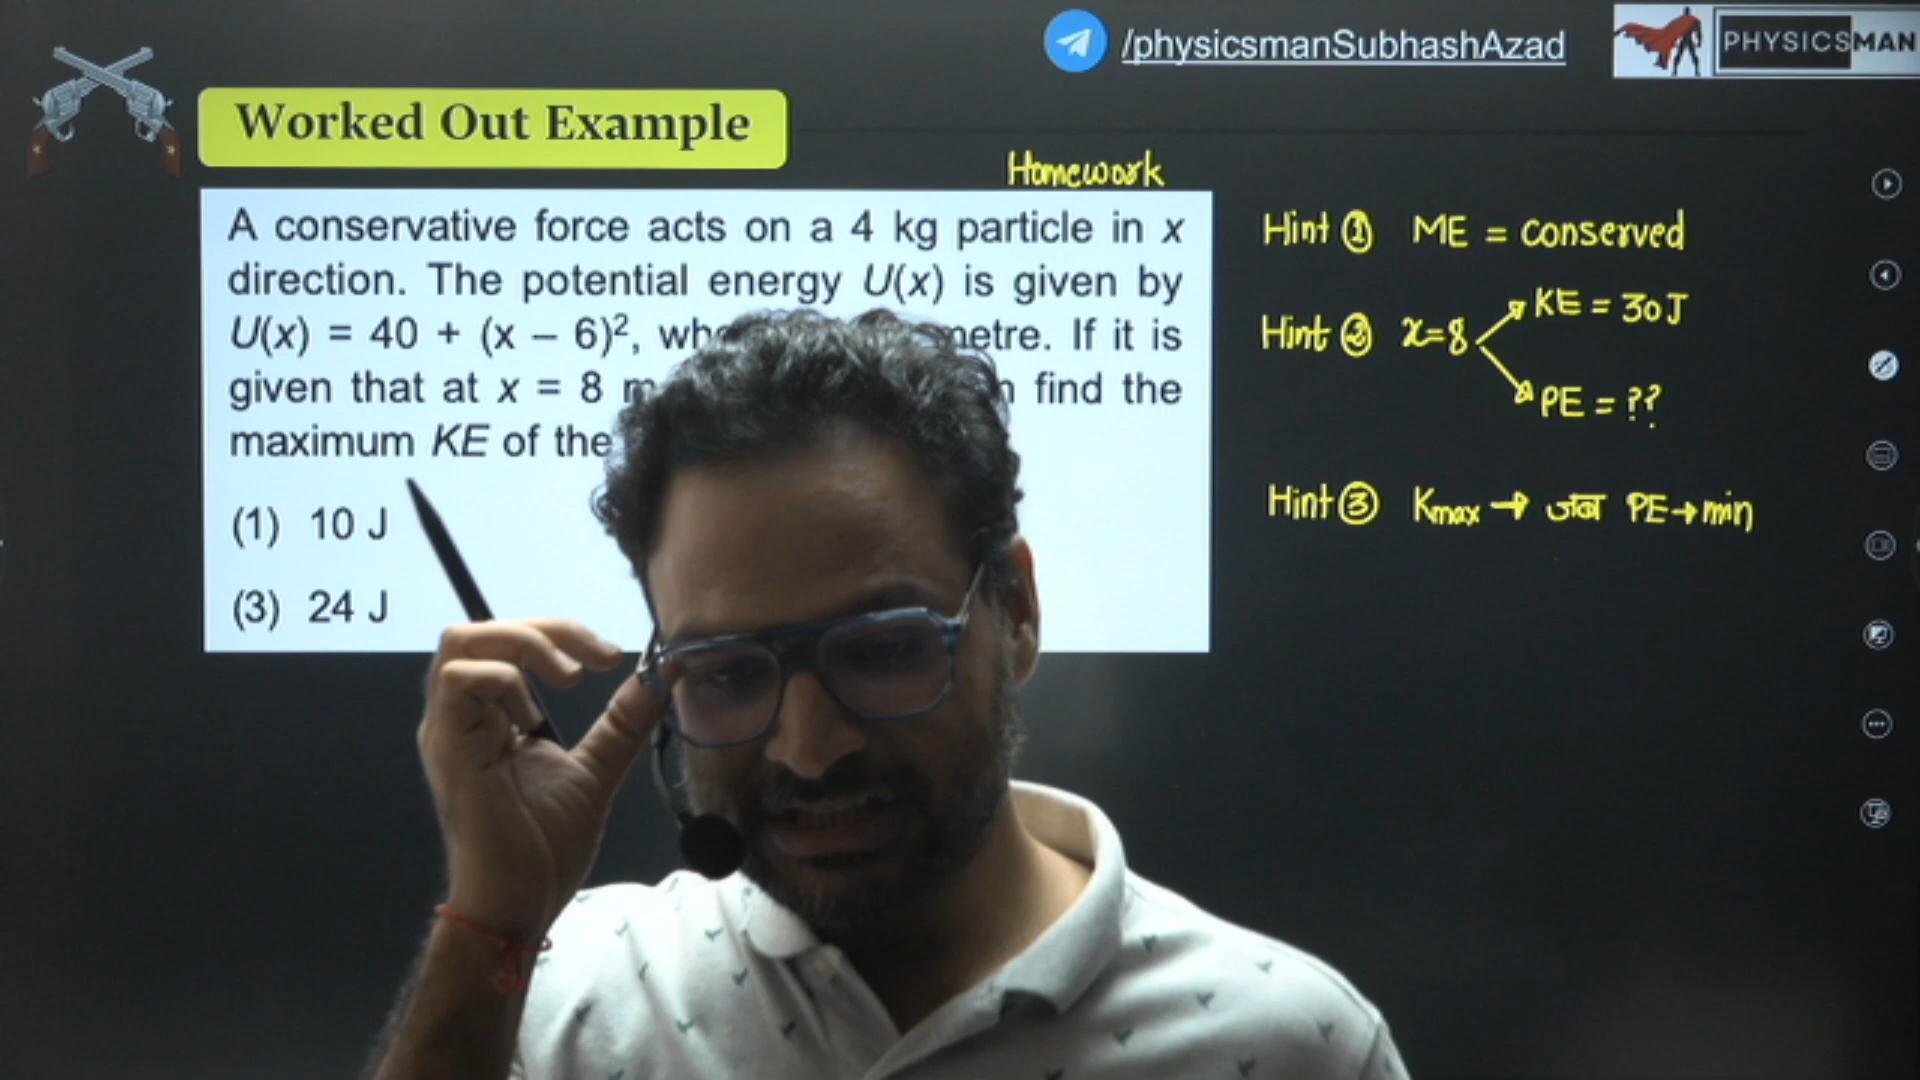 /physicsmanSubhashAzad
PHYSICSMAN
Worked Out Example
Homework
A conservative force acts on a 4 kg particle in x
direction. The potential energy U(x) is given by
U(x) = 40 + (x – 6)², metre. If it is
given that at x = 8 find the
maximum KE of the
(1) 10 J
(3) 24 J
Hint ① ME = conserved
Hint ② x=8 KE = 30J
PE = ??
Hint ③ Kmax → जब PE→min